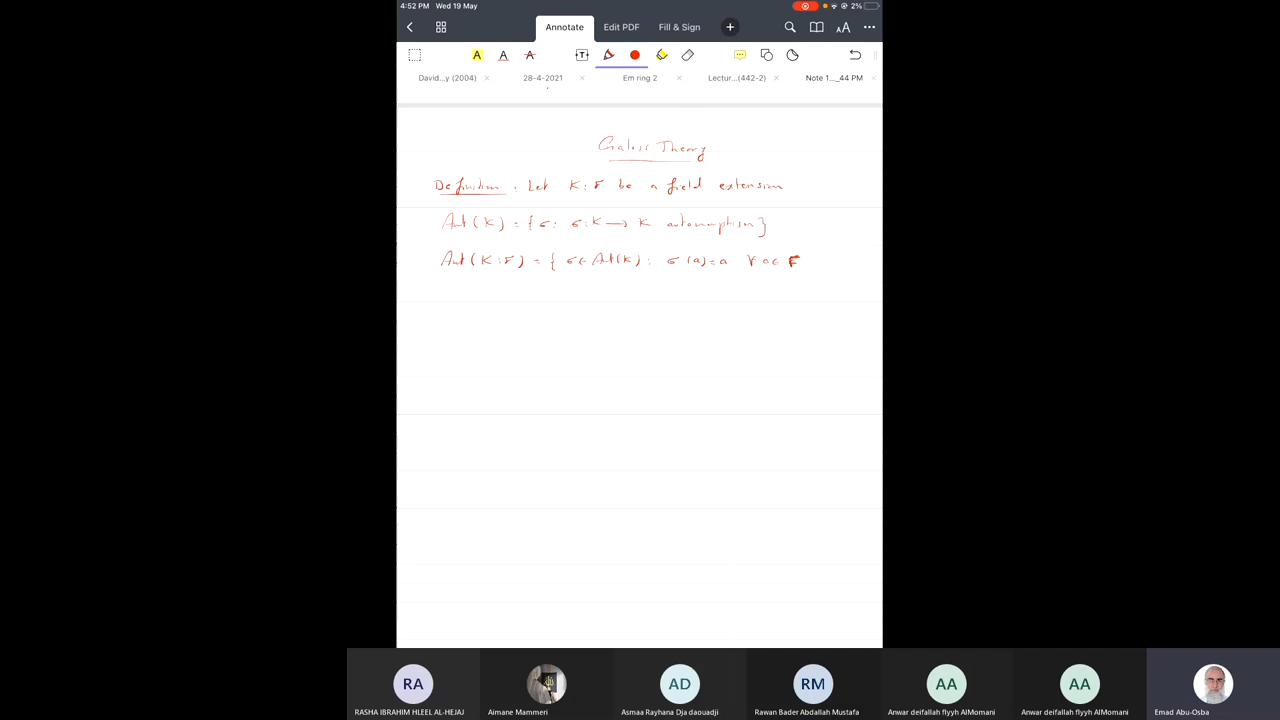 4:52 PM Wed 19 May 2%
Annotate Edit PDF Fill & Sign
David...y (2004) 28-4-2021 Em ring 2 Lectur...(442-2) Note 1..._44 PM
Galois Theory
Definition : Let K:F be a field extension
Aut(K) = { σ: σ:K → K automorphism }
Aut(K:F) = { σ∈ Aut(K): σ(a)=a ∀ a∈ F
RA AD RM AA AA
RASHA IBRAHIM HLEEL AL-HEJAJ Aimane Mammeri Asmaa Rayhana Dja daouadji Rawan Bader Abdallah Mustafa Anwar deifallah flyyh AlMomani Anwar deifallah flyyh AlMomani Emad Abu-Osba